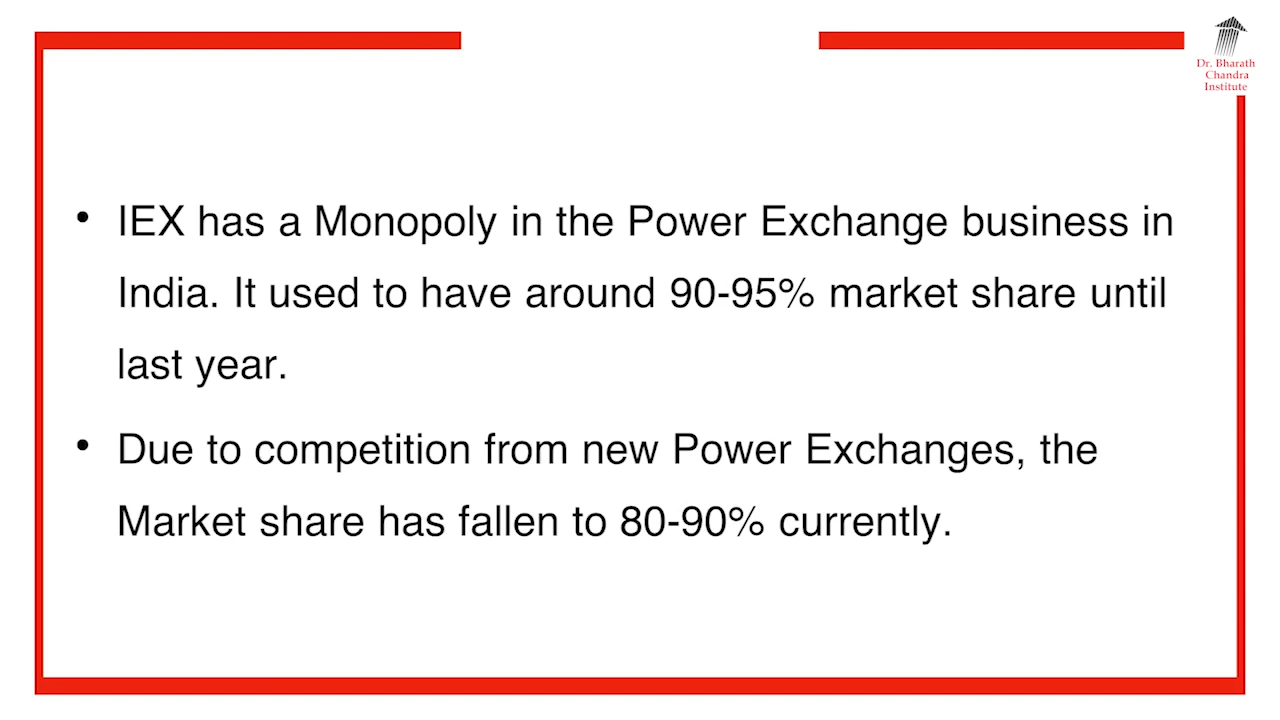 Dr. Bharath
Chandra
Institute
• IEX has a Monopoly in the Power Exchange business in
India. It used to have around 90-95% market share until
last year.
• Due to competition from new Power Exchanges, the
Market share has fallen to 80-90% currently.